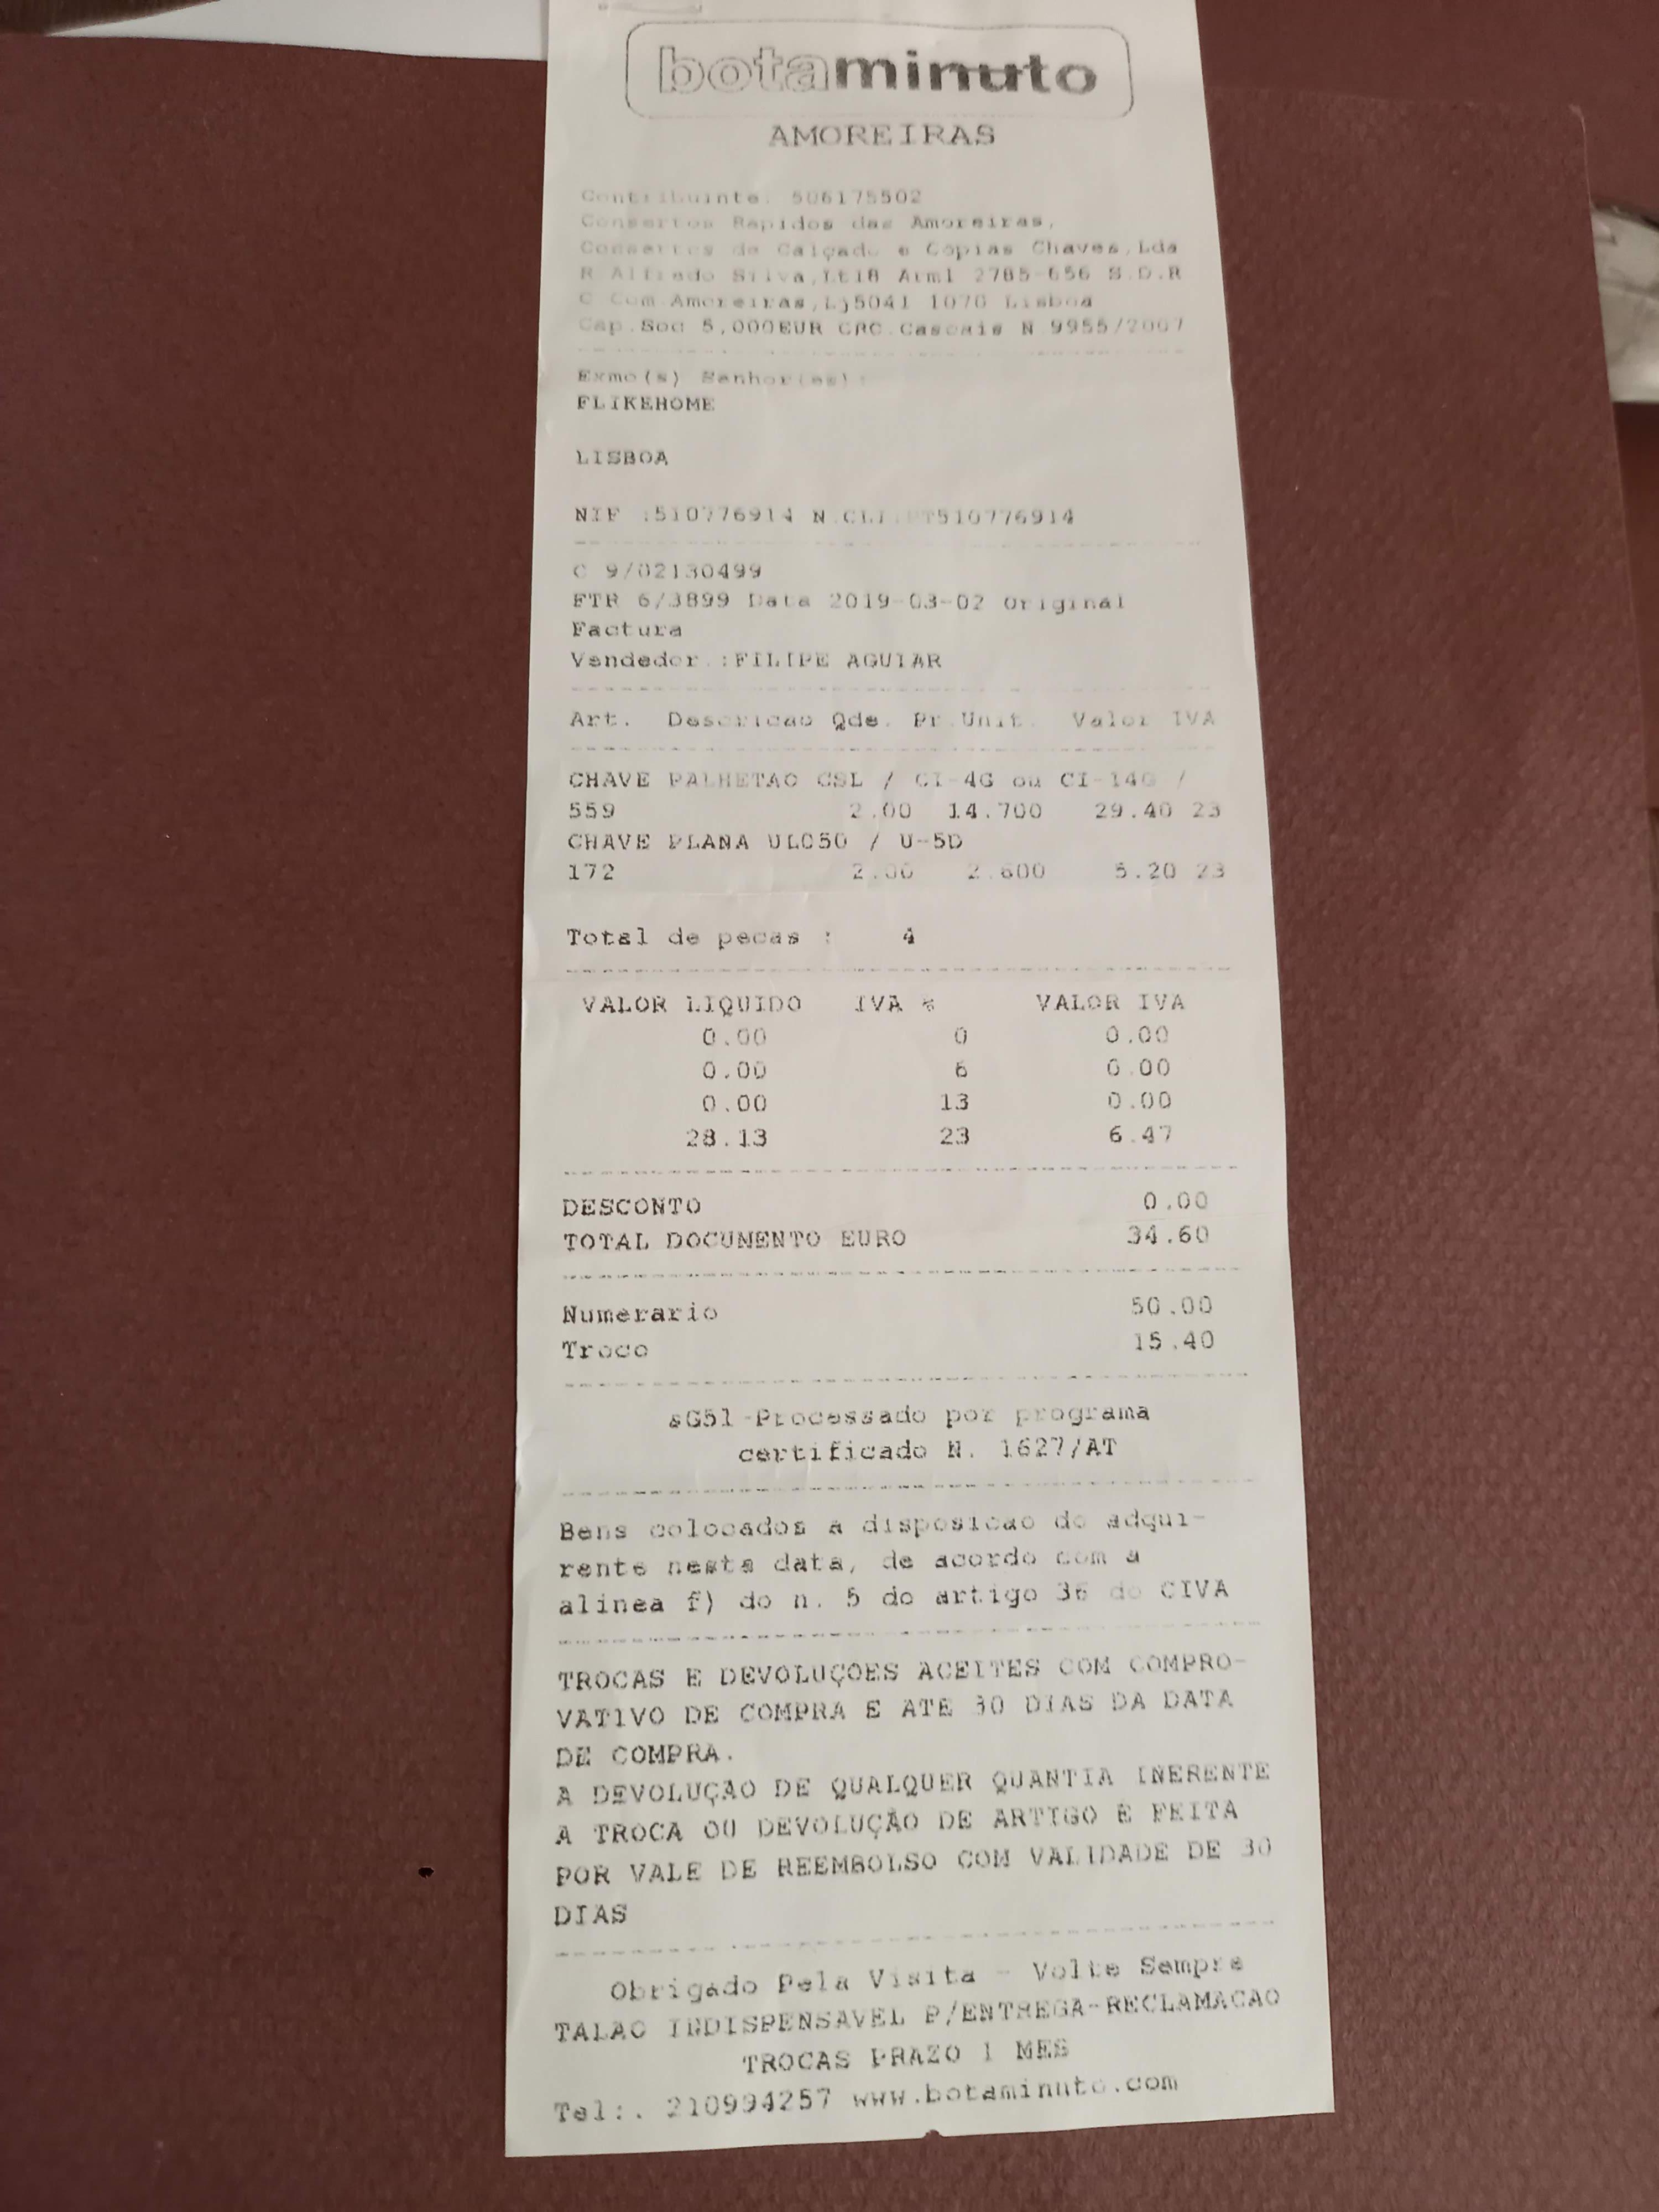 botaminuto
AMOREIRAS
Contribuinte: 506175502
Consertos Rapidos das Amoreiras,
Consertos de Calçado e Copias Chaves,Lda
R Alfredo Silva,Lt18 Arm1 2785-656 S.D.R
C Com Amoreiras,Lj5041 1070 Lisboa
Cap.Soc 5,000EUR CRC.Cascais N 9955/2007
Exmo(s) Senhor(es):
FLIKEHOME
LISBOA
NIF :510776914 N.CLI:PT510776914
C 9/02130499
FTR 6/3899 Data 2019-03-02 Original
Factura
Vendedor.:FILIPE AGUIAR
Art. Descricao Qde. Pr.Unit. Valor IVA
CHAVE PALHETAO CSL / CI-4G ou CI-14G /
559 2.00 14.700 29.40 23
CHAVE PLANA UL050 / U-5D
172 2.00 2.600 5.20 23
Total de pecas : 4
VALOR LIQUIDO IVA % VALOR IVA
0.00 0 0.00
0.00 6 0.00
0.00 13 0.00
28.13 23 6.47
DESCONTO 0.00
TOTAL DOCUMENTO EURO 34.60
Numerario 50.00
Troco 15.40
sG51-Processado por programa
certificado N. 1627/AT
Bens colocados a disposicao do adqui-
rente nesta data, de acordo com a
alinea f) do n. 5 do artigo 36 do CIVA
TROCAS E DEVOLUÇOES ACEITES COM COMPRO-
VATIVO DE COMPRA E ATE 30 DIAS DA DATA
DE COMPRA.
A DEVOLUÇÃO DE QUALQUER QUANTIA INERENTE
A TROCA OU DEVOLUÇÃO DE ARTIGO E FEITA
POR VALE DE REEMBOLSO COM VALIDADE DE 30
DIAS
Obrigado Pela Visita - Volte Sempre
TALAO INDISPENSAVEL P/ENTREGA-RECLAMACAO
TROCAS PRAZO 1 MES
Tel:. 210994257 www.botaminuto.com